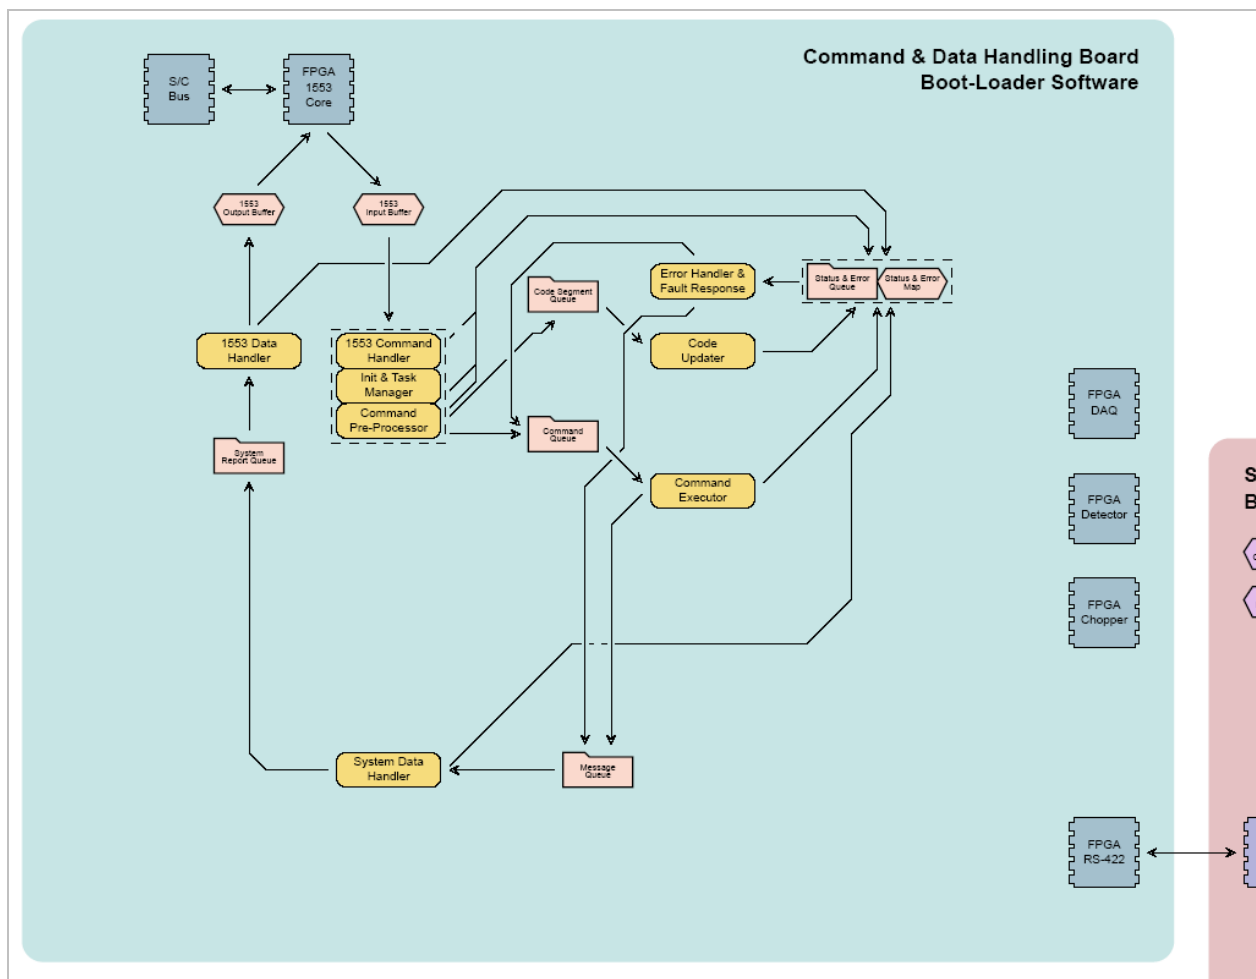 Command & Data Handling Board
Boot-Loader Software
S/C
Bus
FPGA
1553
Core
1553
Output Buffer
1553
Input Buffer
Error Handler &
Fault Response
Status & Error
Queue
Status & Error
Map
Code Segment
Queue
1553 Data
Handler
1553 Command
Handler
Init & Task
Manager
Command
Pre-Processor
Code
Updater
FPGA
DAQ
Command
Queue
System
Report Queue
Command
Executor
FPGA
Detector
S
B
FPGA
Chopper
System Data
Handler
Message
Queue
FPGA
RS-422